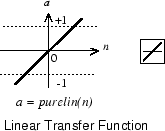 a
+1
n
0
-1
a = purelin(n)
Linear Transfer Function